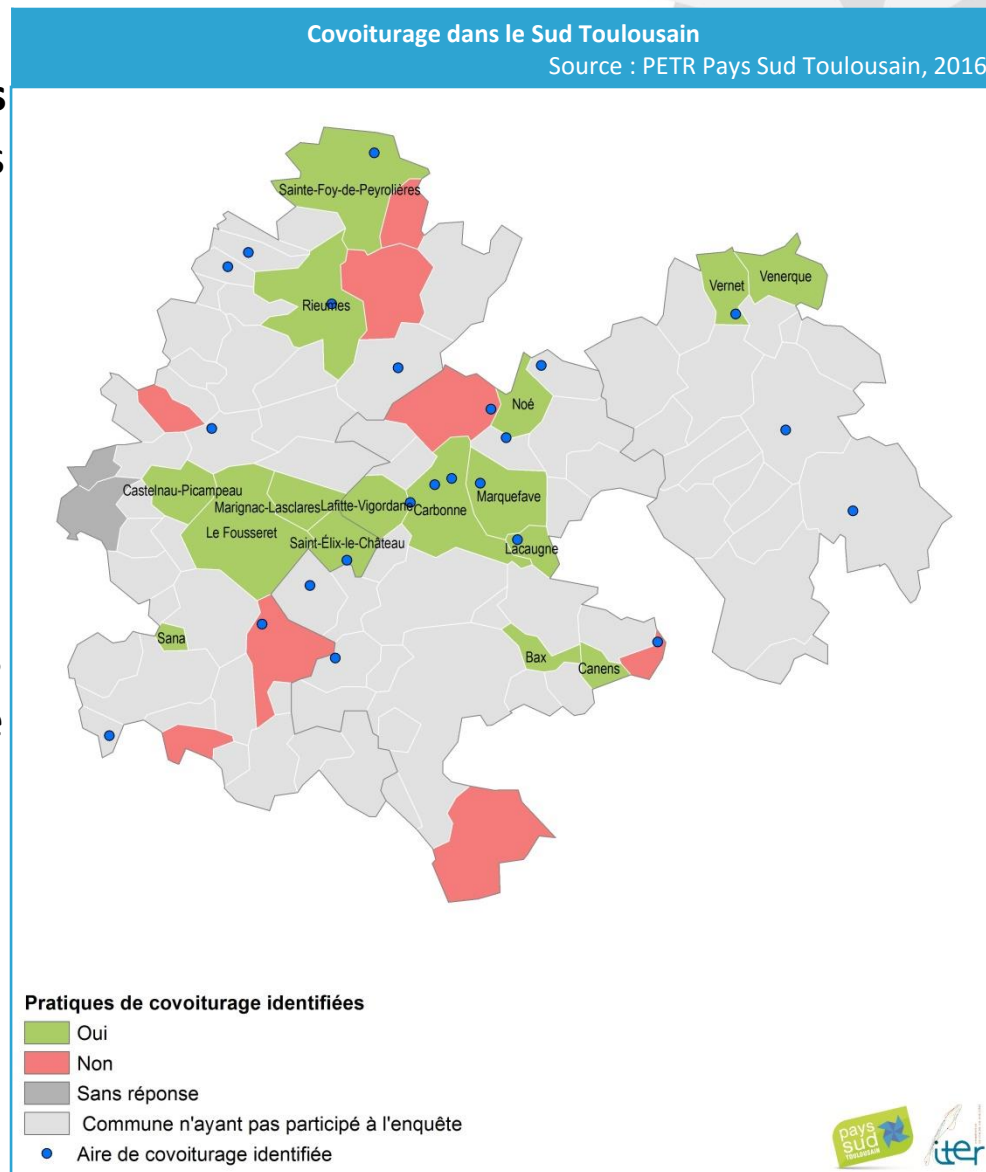 Covoiturage dans le Sud Toulousain
Source : PETR Pays Sud Toulousain, 2016
s
s
e
Sainte-Foy-de-Peyrolières
Rieumes
Vernet
Venerque
Noé
Castelnau-Picampeau
Marignac-Lasclares
Lafitte-Vigordane
Carbonne
Marquefave
Le Fousseret
Saint-Élix-le-Château
Lacaugne
Sana
Bax
Canens
Pratiques de covoiturage identifiées
Oui
Non
Sans réponse
Commune n'ayant pas participé à l'enquête
Aire de covoiturage identifiée
pays
sud
TOULOUSAIN
iter